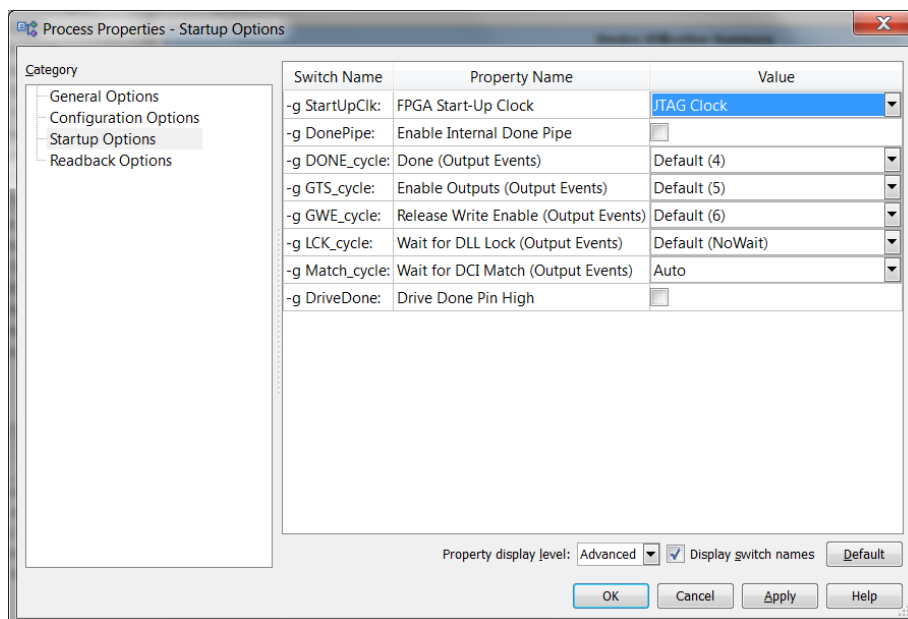 Process Properties - Startup Options
Category
General Options
Configuration Options
Startup Options
Readback Options
Switch Name Property Name Value
-g StartUpClk: FPGA Start-Up Clock JTAG Clock
-g DonePipe: Enable Internal Done Pipe
-g DONE_cycle: Done (Output Events) Default (4)
-g GTS_cycle: Enable Outputs (Output Events) Default (5)
-g GWE_cycle: Release Write Enable (Output Events) Default (6)
-g LCK_cycle: Wait for DLL Lock (Output Events) Default (NoWait)
-g Match_cycle: Wait for DCI Match (Output Events) Auto
-g DriveDone: Drive Done Pin High
Property display level: Advanced Display switch names Default
OK Cancel Apply Help